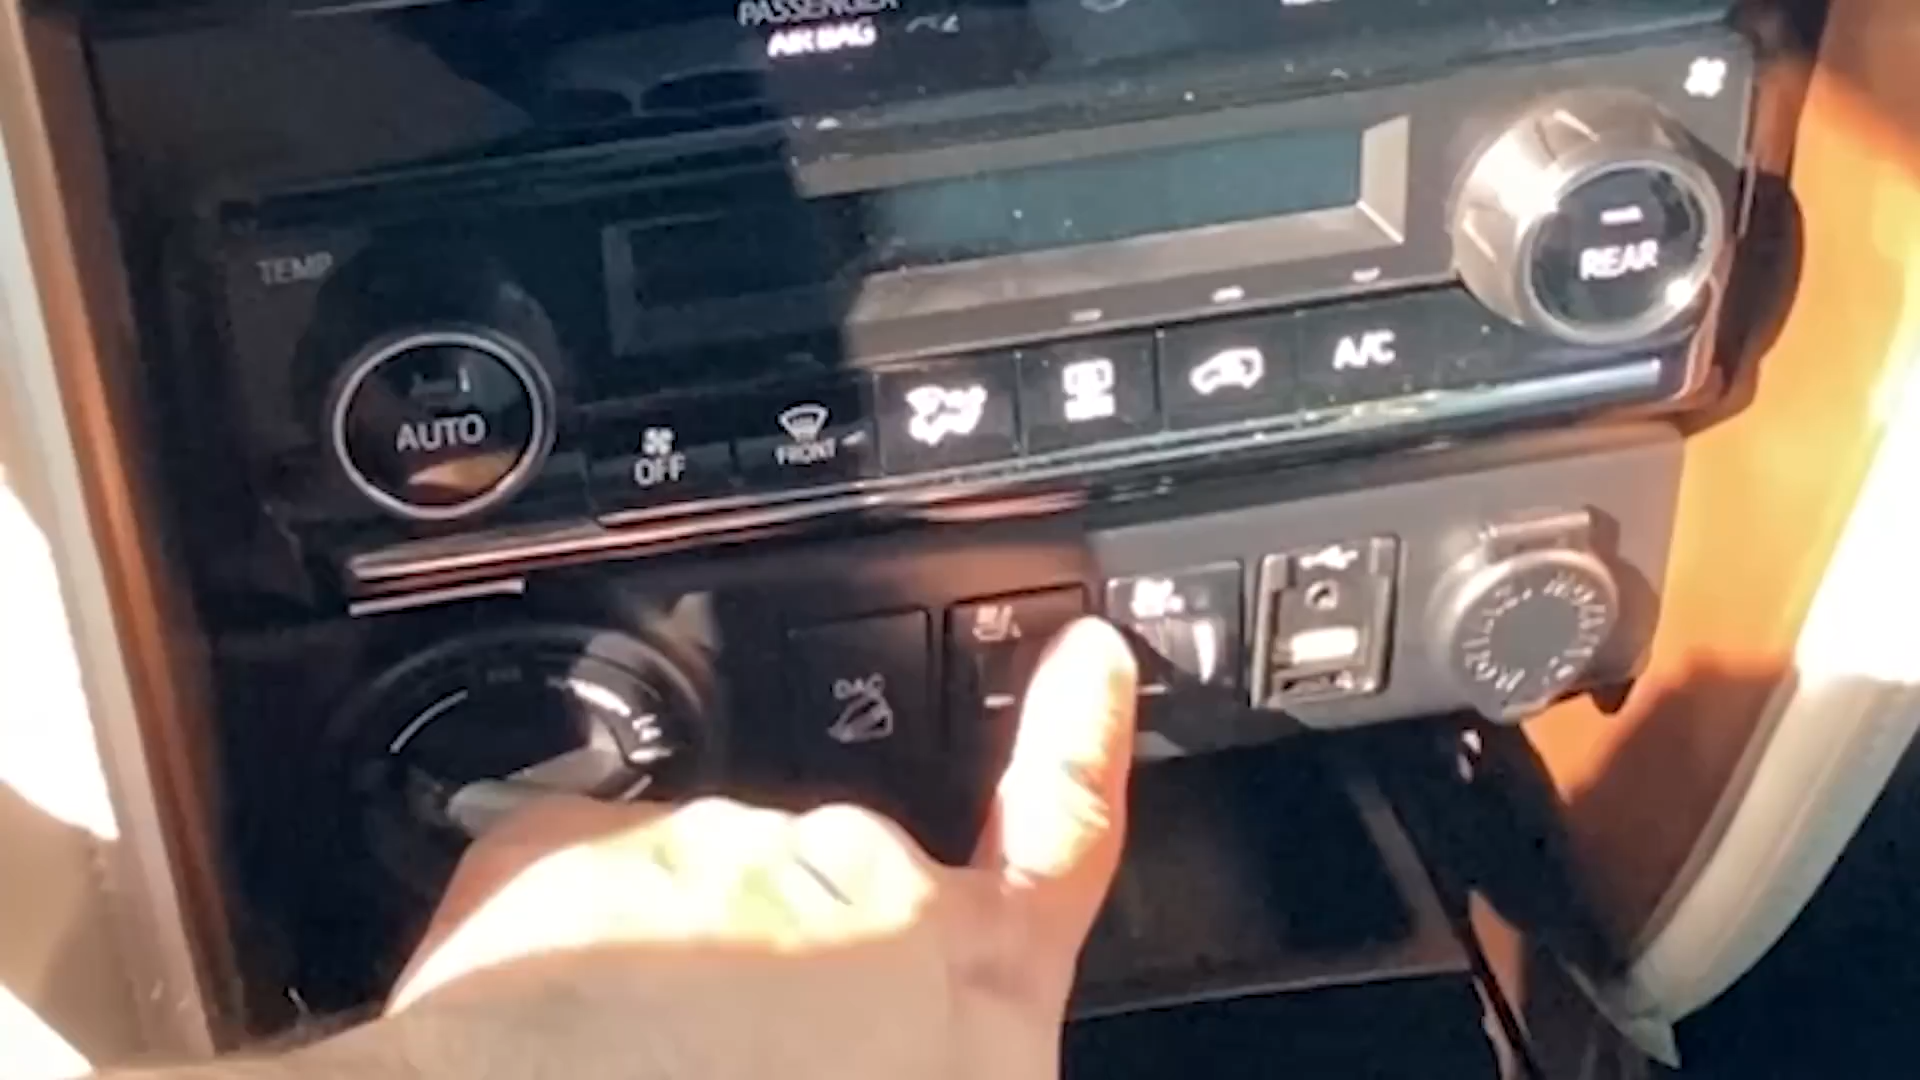 PASSENGER
AIR BAG
TEMP
REAR
AUTO
OFF
FRONT
A/C
DAC